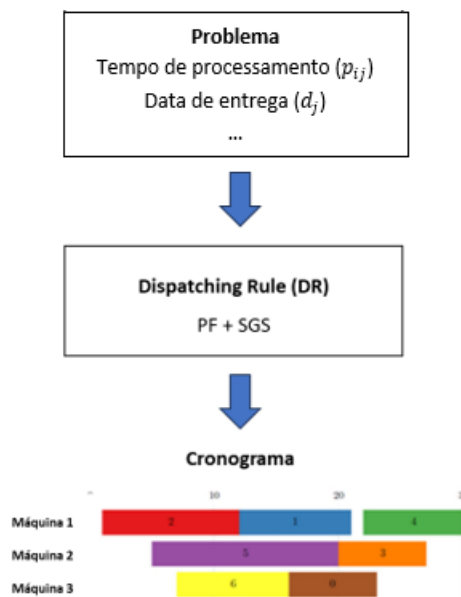 Problema
Tempo de processamento (p_ij)
Data de entrega (d_j)
...
Dispatching Rule (DR)
PF + SGS
Cronograma
10 20
Máquina 1 2 1 4
Máquina 2 5 3
Máquina 3 6 0